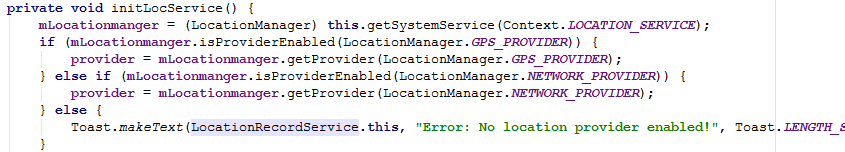 private void initLocService() {
mLocationmanger = (LocationManager) this.getSystemService(Context.LOCATION_SERVICE);
if (mLocationmanger.isProviderEnabled(LocationManager.GPS_PROVIDER)) {
provider = mLocationmanger.getProvider(LocationManager.GPS_PROVIDER);
} else if (mLocationmanger.isProviderEnabled(LocationManager.NETWORK_PROVIDER)) {
provider = mLocationmanger.getProvider(LocationManager.NETWORK_PROVIDER);
} else {
Toast.makeText(LocationRecordService.this, "Error: No location provider enabled!", Toast.LENGTH_S
}